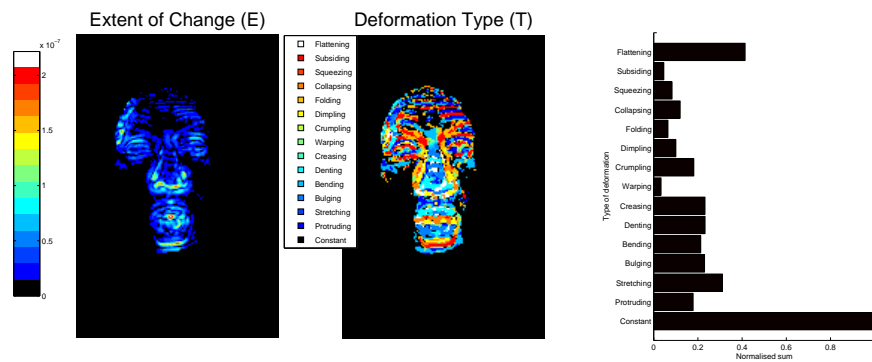 Extent of Change (E)
x 10⁻⁷
2
1.5
1
0.5
0
Deformation Type (T)
Flattening
Subsiding
Squeezing
Collapsing
Folding
Dimpling
Crumpling
Warping
Creasing
Denting
Bending
Bulging
Stretching
Protruding
Constant
Type of deformation
Flattening
Subsiding
Squeezing
Collapsing
Folding
Dimpling
Crumpling
Warping
Creasing
Denting
Bending
Bulging
Stretching
Protruding
Constant
0 0.2 0.4 0.6 0.8
Normalised sum